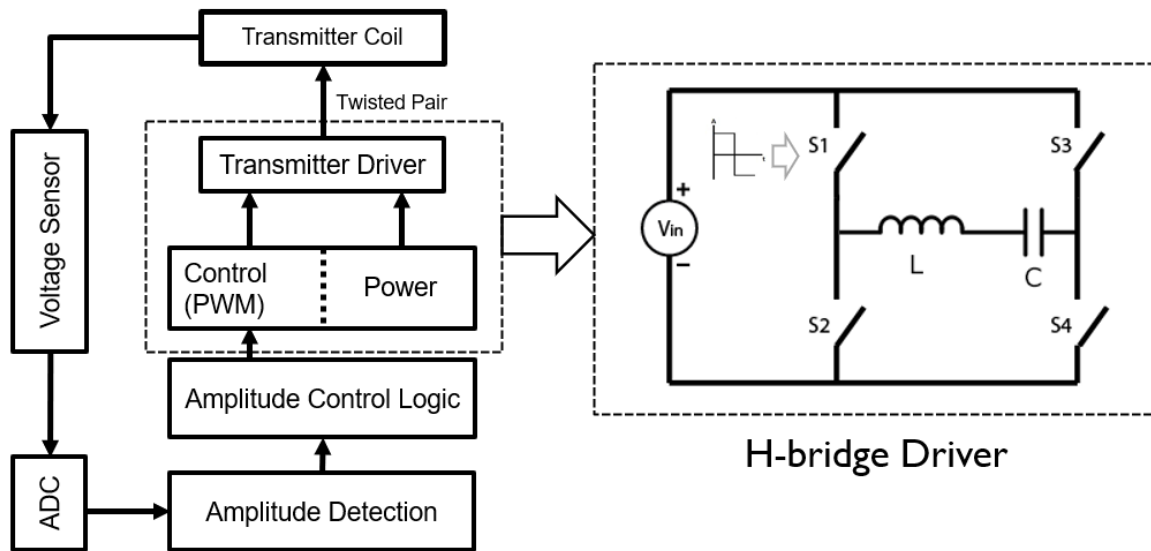 Transmitter Coil
Twisted Pair
Voltage Sensor
Transmitter Driver
Control
(PWM)
Power
Amplitude Control Logic
ADC
Amplitude Detection
A
t
S1
S3
+
Vin
−
L
C
S2
S4
H-bridge Driver